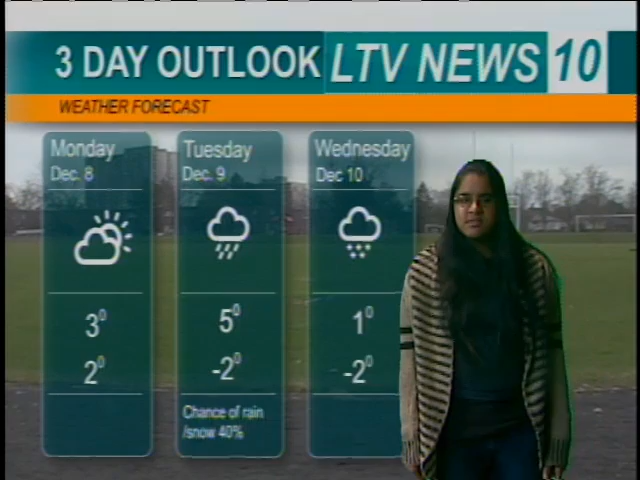 3 DAY OUTLOOK
LTV NEWS 10
WEATHER FORECAST
Monday
Dec. 8
3⁰
2⁰
Tuesday
Dec. 9
5⁰
-2⁰
Chance of rain
/snow 40%
Wednesday
Dec 10
1⁰
-2⁰